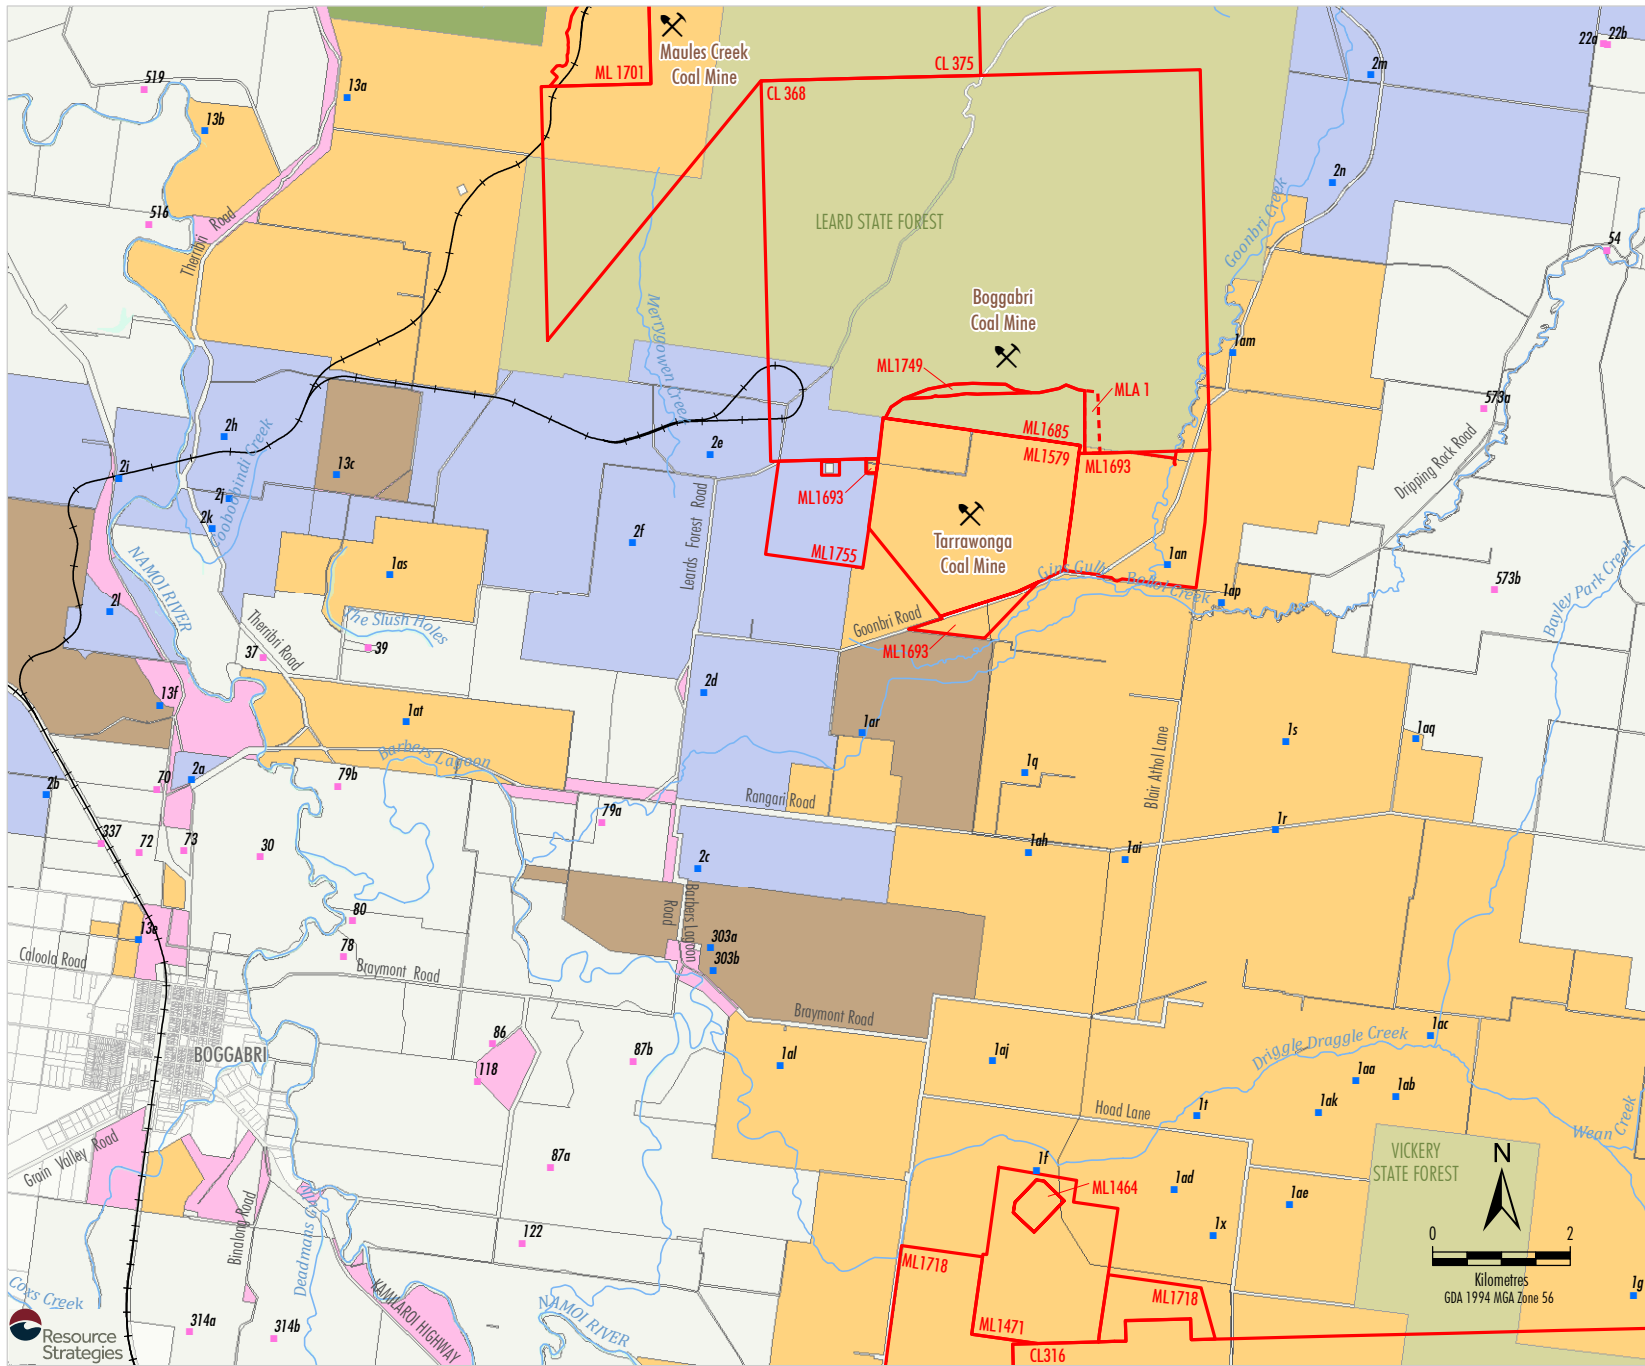 Maules Creek
Coal Mine
ML 1701
CL 375
CL 368
22a
22b
2m
519
13a
13b
2n
516
Therribri Road
LEARD STATE FOREST
Goonbri Creek
54
Boggabri
Coal Mine
Merrygowen Creek
1am
ML1749
MLA 1
573a
2h
Coobobindi Creek
2e
ML1685
ML1579
ML1693
Dripping Rock Road
2i
13c
2j
2k
ML1693
Leards Forest Road
2f
Tarrawonga
Coal Mine
ML1755
1as
NAMOI RIVER
1an
Gins Gully
Bollol Creek
1ap
573b
Bayley Park Creek
2l
The Slush Holes
Therribri Road
37
39
Goonbri Road
ML1693
13f
2d
1at
1ar
1s
1aq
Barbers Lagoon
Blair Athol Lane
70
2a
79b
1q
2b
79a
Rangari Road
1r
337
72
73
30
1ah
1ai
2c
Barbers Lagoon
Road
80
13e
78
303a
303b
Caloola Road
Braymont Road
Braymont Road
86
118
87b
1al
1aj
1ac
Driggle Draggle Creek
1aa
1ab
BOGGABRI
Hoad Lane
1t
1ak
Wean Creek
Grain Valley Road
VICKERY
STATE FOREST
N
87a
1f
ML1464
1ad
1ae
Binalong Road
Deadmans Gully
122
1x
0
2
Kilometres
GDA 1994 MGA Zone 56
ML1718
ML1718
1g
Cows Creek
KAMILAROI HIGHWAY
NAMOI RIVER
314a
314b
ML1471
CL316
Resource
Strategies